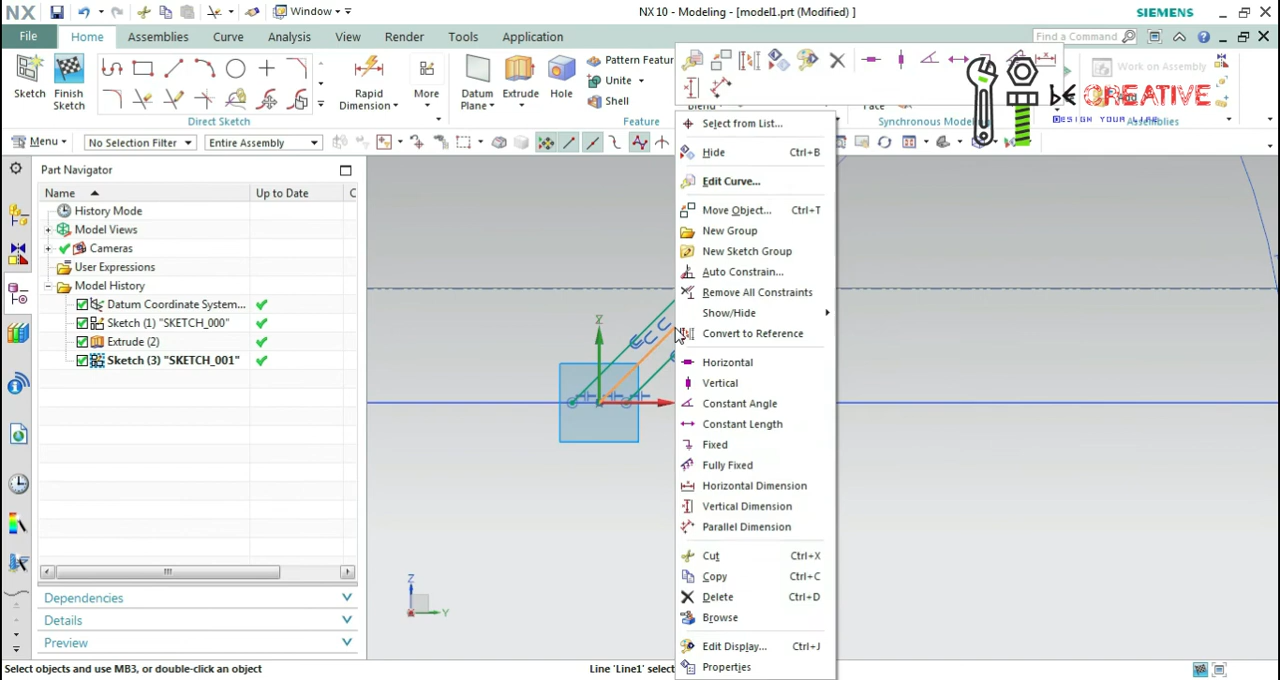 NX
Window
NX 10 - Modeling - [model1.prt (Modified) ]
SIEMENS
File
Home
Assemblies
Curve
Analysis
View
Render
Tools
Application
Find a Command
Sketch
Finish
Sketch
Direct Sketch
Rapid
Dimension
More
Datum
Plane
Extrude
Hole
Pattern Featur
Unite
Shell
Feature
Work on Assembly
Synchronous
BE CREATIVE
DESIGN YOUR LIFE
Menu
No Selection Filter
Entire Assembly
Part Navigator
Name
Up to Date
C
History Mode
Model Views
Cameras
User Expressions
Model History
Datum Coordinate System...
Sketch (1) "SKETCH_000"
Extrude (2)
Sketch (3) "SKETCH_001"
Dependencies
Details
Preview
Select from List...
Hide Ctrl+B
Edit Curve...
Move Object... Ctrl+T
New Group
New Sketch Group
Auto Constrain...
Remove All Constraints
Show/Hide
Convert to Reference
Horizontal
Vertical
Constant Angle
Constant Length
Fixed
Fully Fixed
Horizontal Dimension
Vertical Dimension
Parallel Dimension
Cut Ctrl+X
Copy Ctrl+C
Delete Ctrl+D
Browse
Edit Display... Ctrl+J
Properties
Z
Z
Y
Select objects and use MB3, or double-click an object
Line 'Line1' select